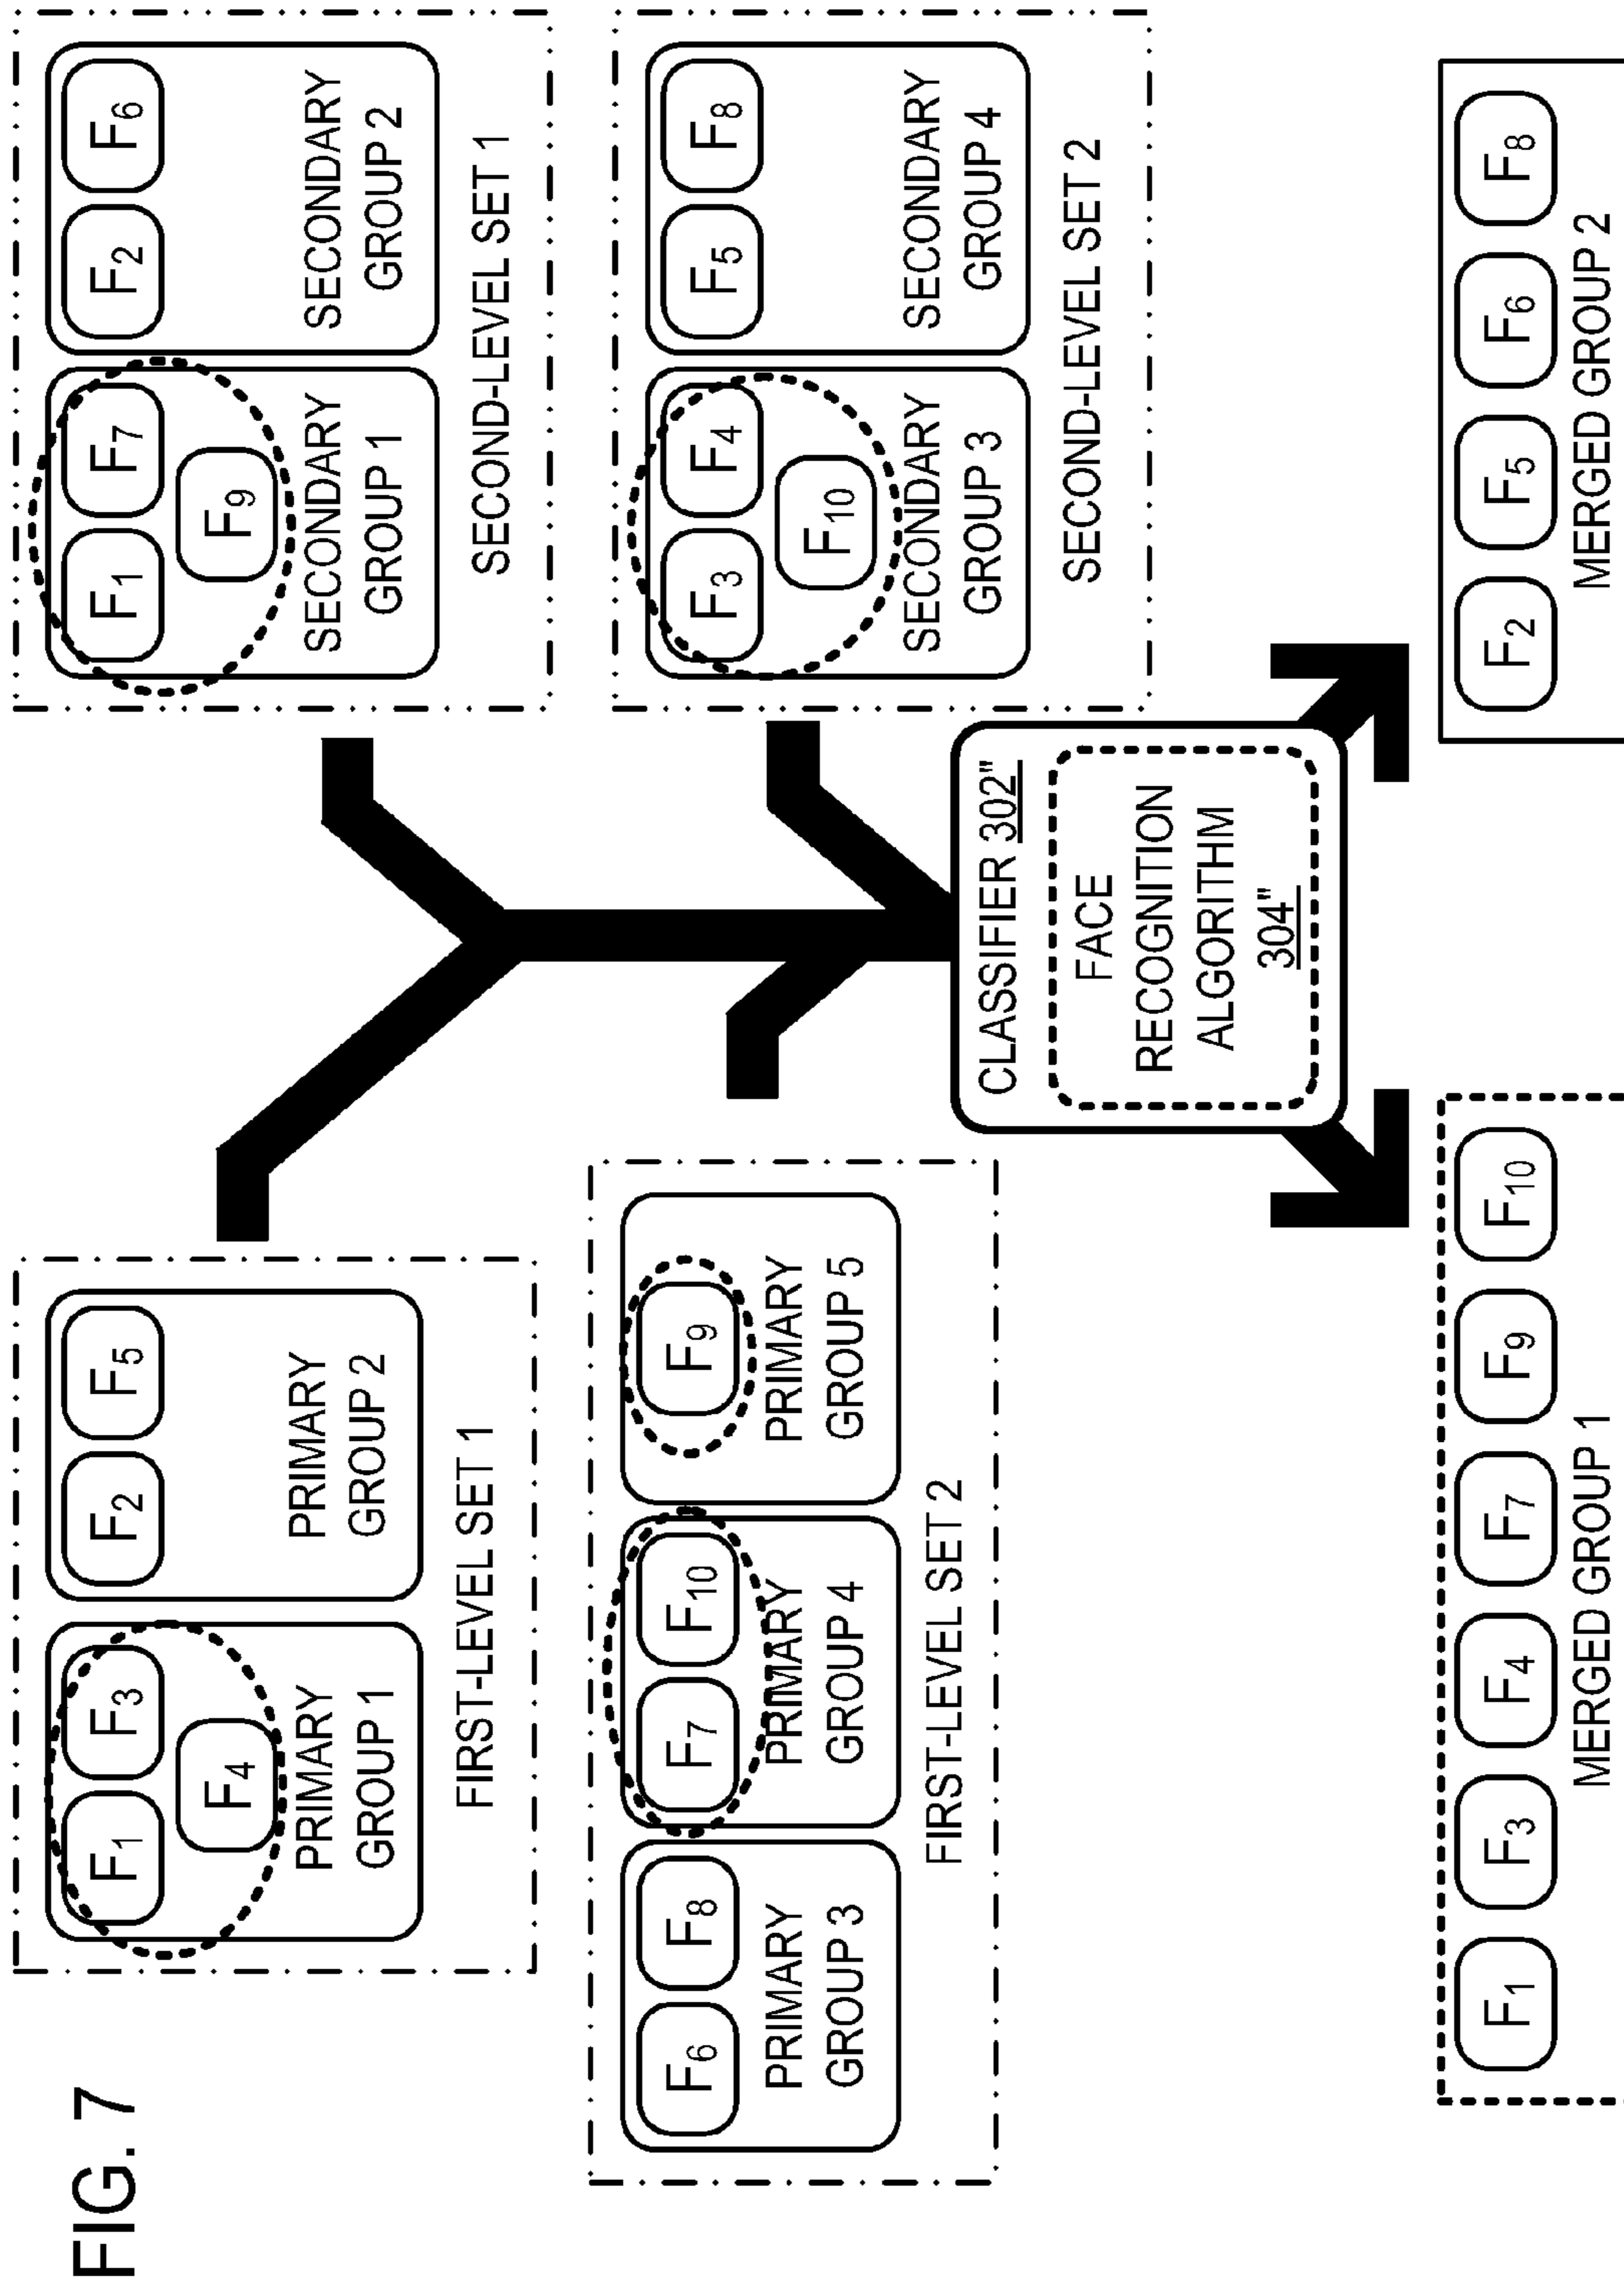 FIG. 7
F1 F3
F4
PRIMARY
GROUP 1
F2 F5
PRIMARY
GROUP 2
FIRST-LEVEL SET 1
F1 F7
F9
SECONDARY
GROUP 1
F2 F6
SECONDARY
GROUP 2
SECOND-LEVEL SET 1
F6 F8
PRIMARY
GROUP 3
F7 F10
PRIMARY
GROUP 4
F9
PRIMARY
GROUP 5
FIRST-LEVEL SET 2
F3 F4
F10
SECONDARY
GROUP 3
F5 F8
SECONDARY
GROUP 4
SECOND-LEVEL SET 2
CLASSIFIER 302"
FACE
RECOGNITION
ALGORITHM
304"
F1 F3 F4 F7 F9 F10
MERGED GROUP 1
F2 F5 F6 F8
MERGED GROUP 2